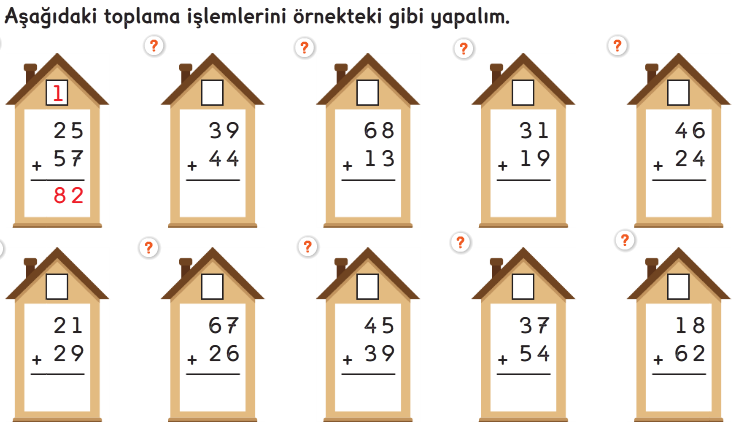 Aşağıdaki toplama işlemlerini örnekteki gibi yapalım.
? ? ? ?
1
25 39 68 31 46
+ 57 + 44 + 13 + 19 + 24
82
? ? ? ?
21 67 45 37 18
+ 29 + 26 + 39 + 54 + 62